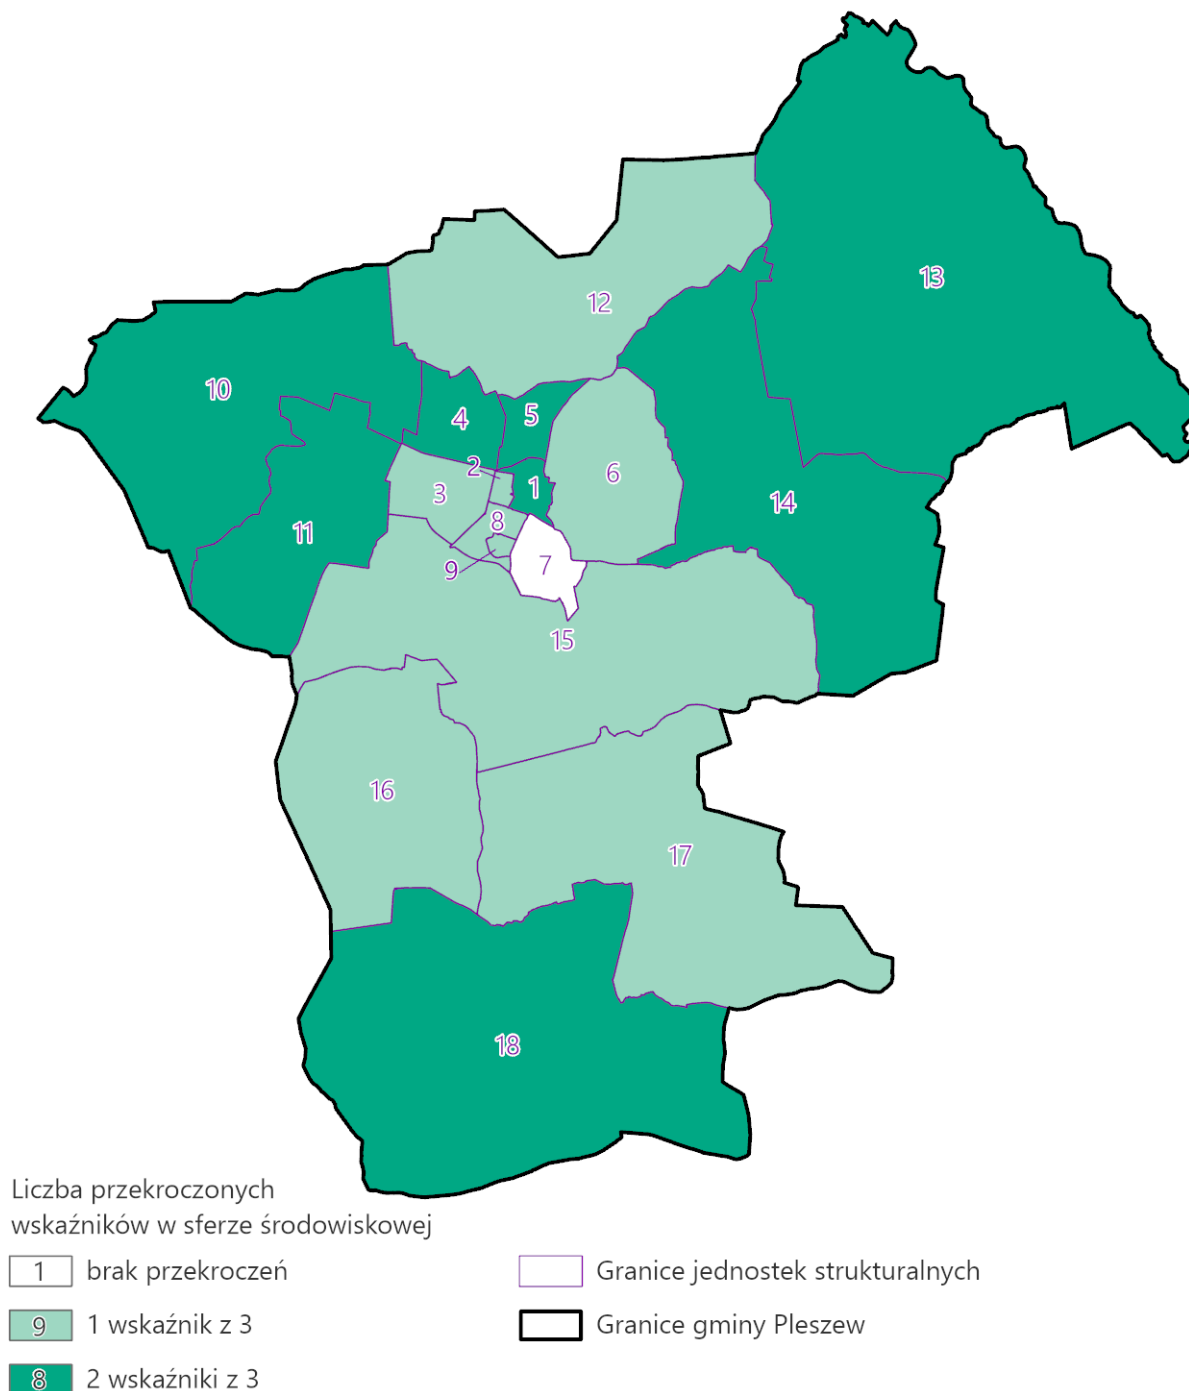 13
12
10
4
5
2
3
6
1
14
11
8
9
7
15
16
17
18
Liczba przekroczonych
wskaźników w sferze środowiskowej
1 brak przekroczeń
Granice jednostek strukturalnych
9 1 wskaźnik z 3
Granice gminy Pleszew
8 2 wskaźniki z 3